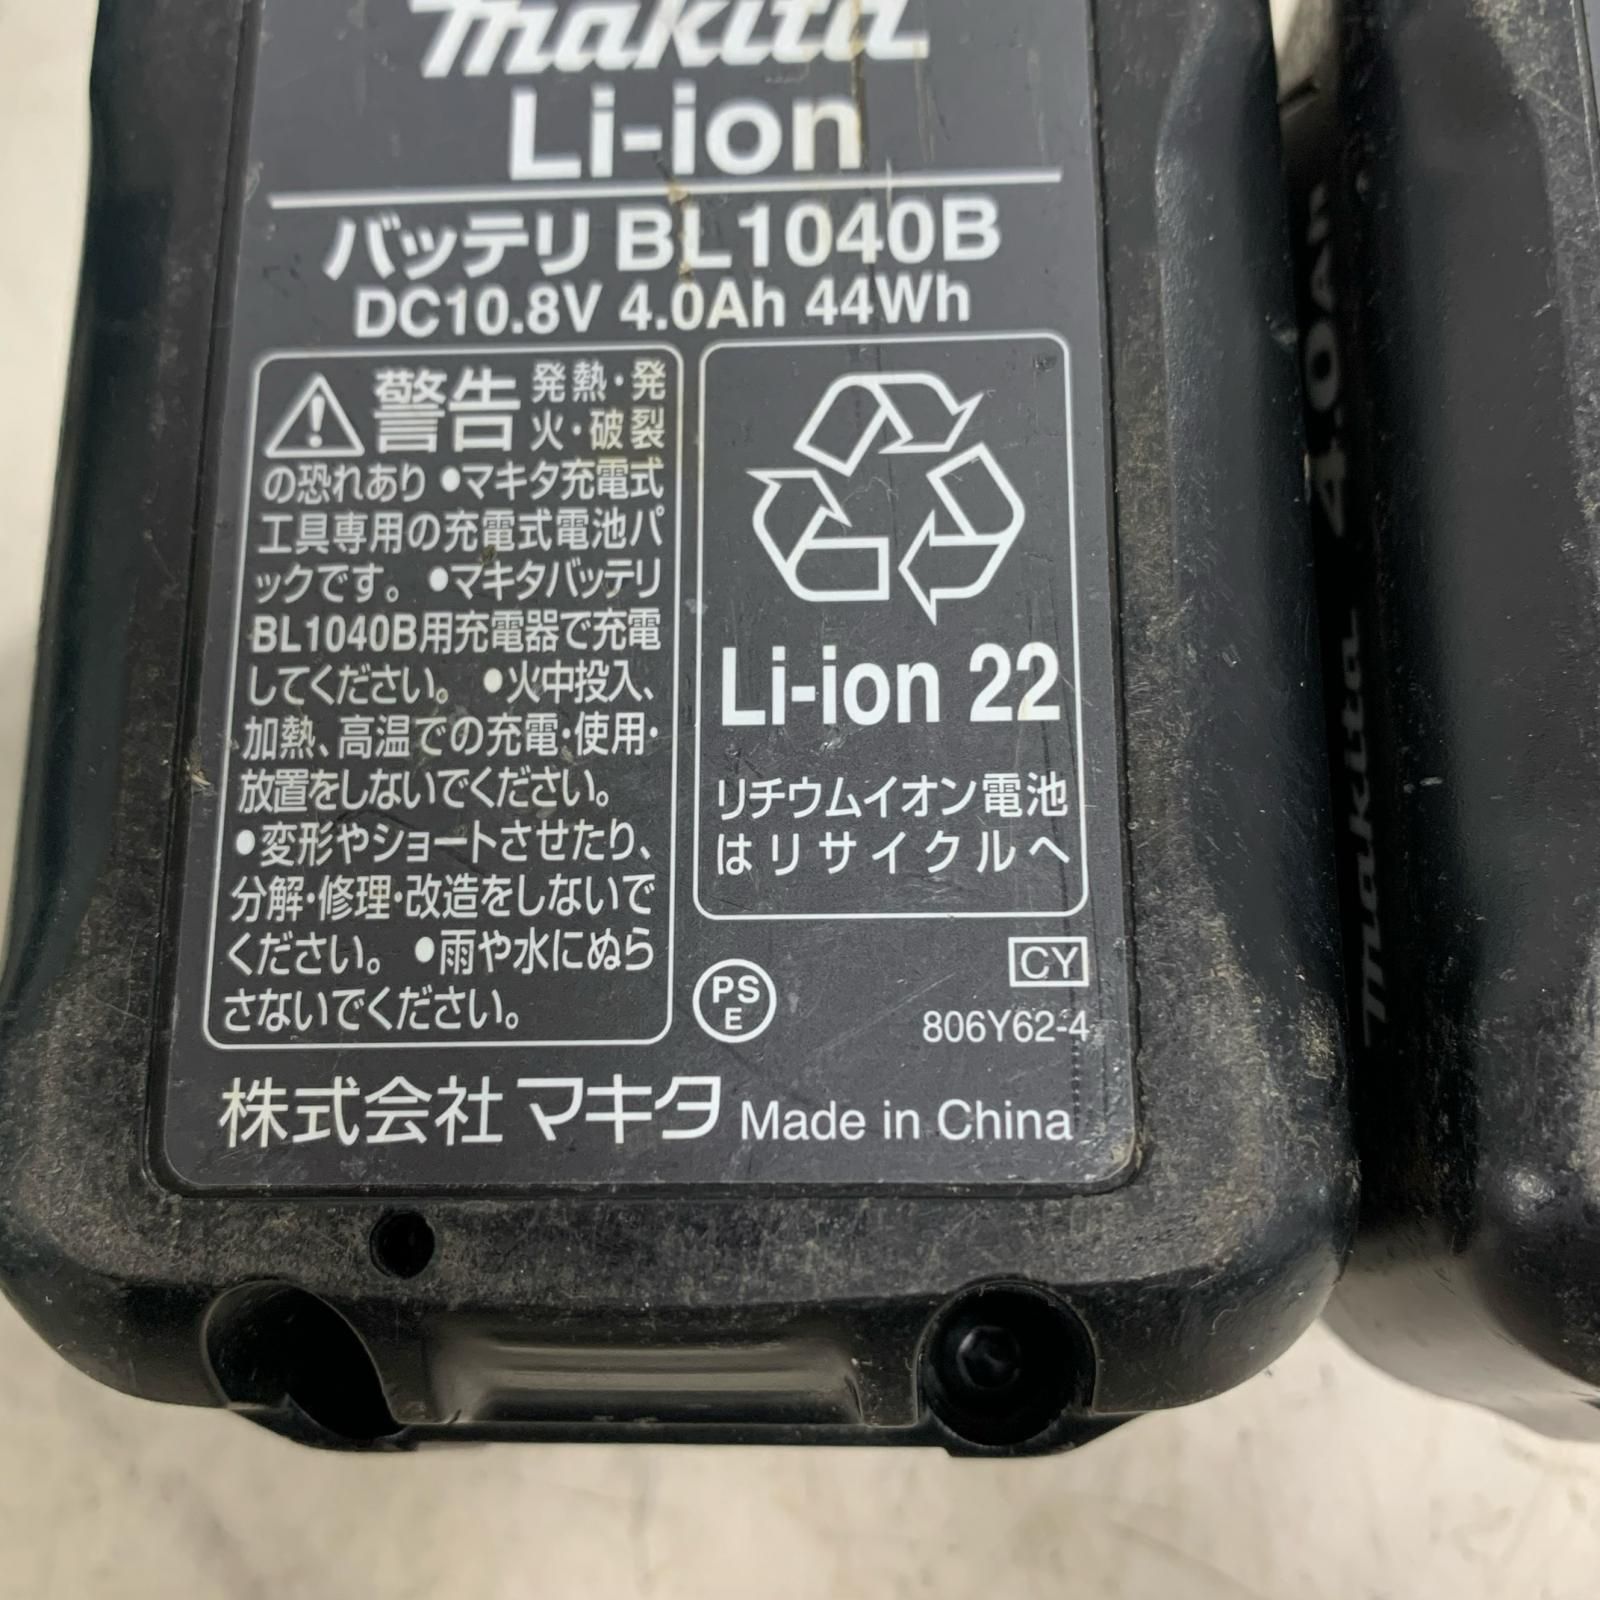 makita
Li-ion
バッテリ BL1040B
DC10.8V 4.0Ah 44Wh
警告 発熱・発
火・破裂
の恐れあり ●マキタ充電式
工具専用の充電式電池パ
ックです。 ●マキタバッテリ
BL1040B用充電器で充電
してください。 ●火中投入、
加熱、高温での充電・使用・
放置をしないでください。
●変形やショートさせたり、
分解・修理・改造をしないで
ください。 ●雨や水にぬら
さないでください。
Li-ion 22
リチウムイオン電池
はリサイクルへ
PS
E
CY
806Y62-4
株式会社 マキタ Made in China
makita 4.0Ah